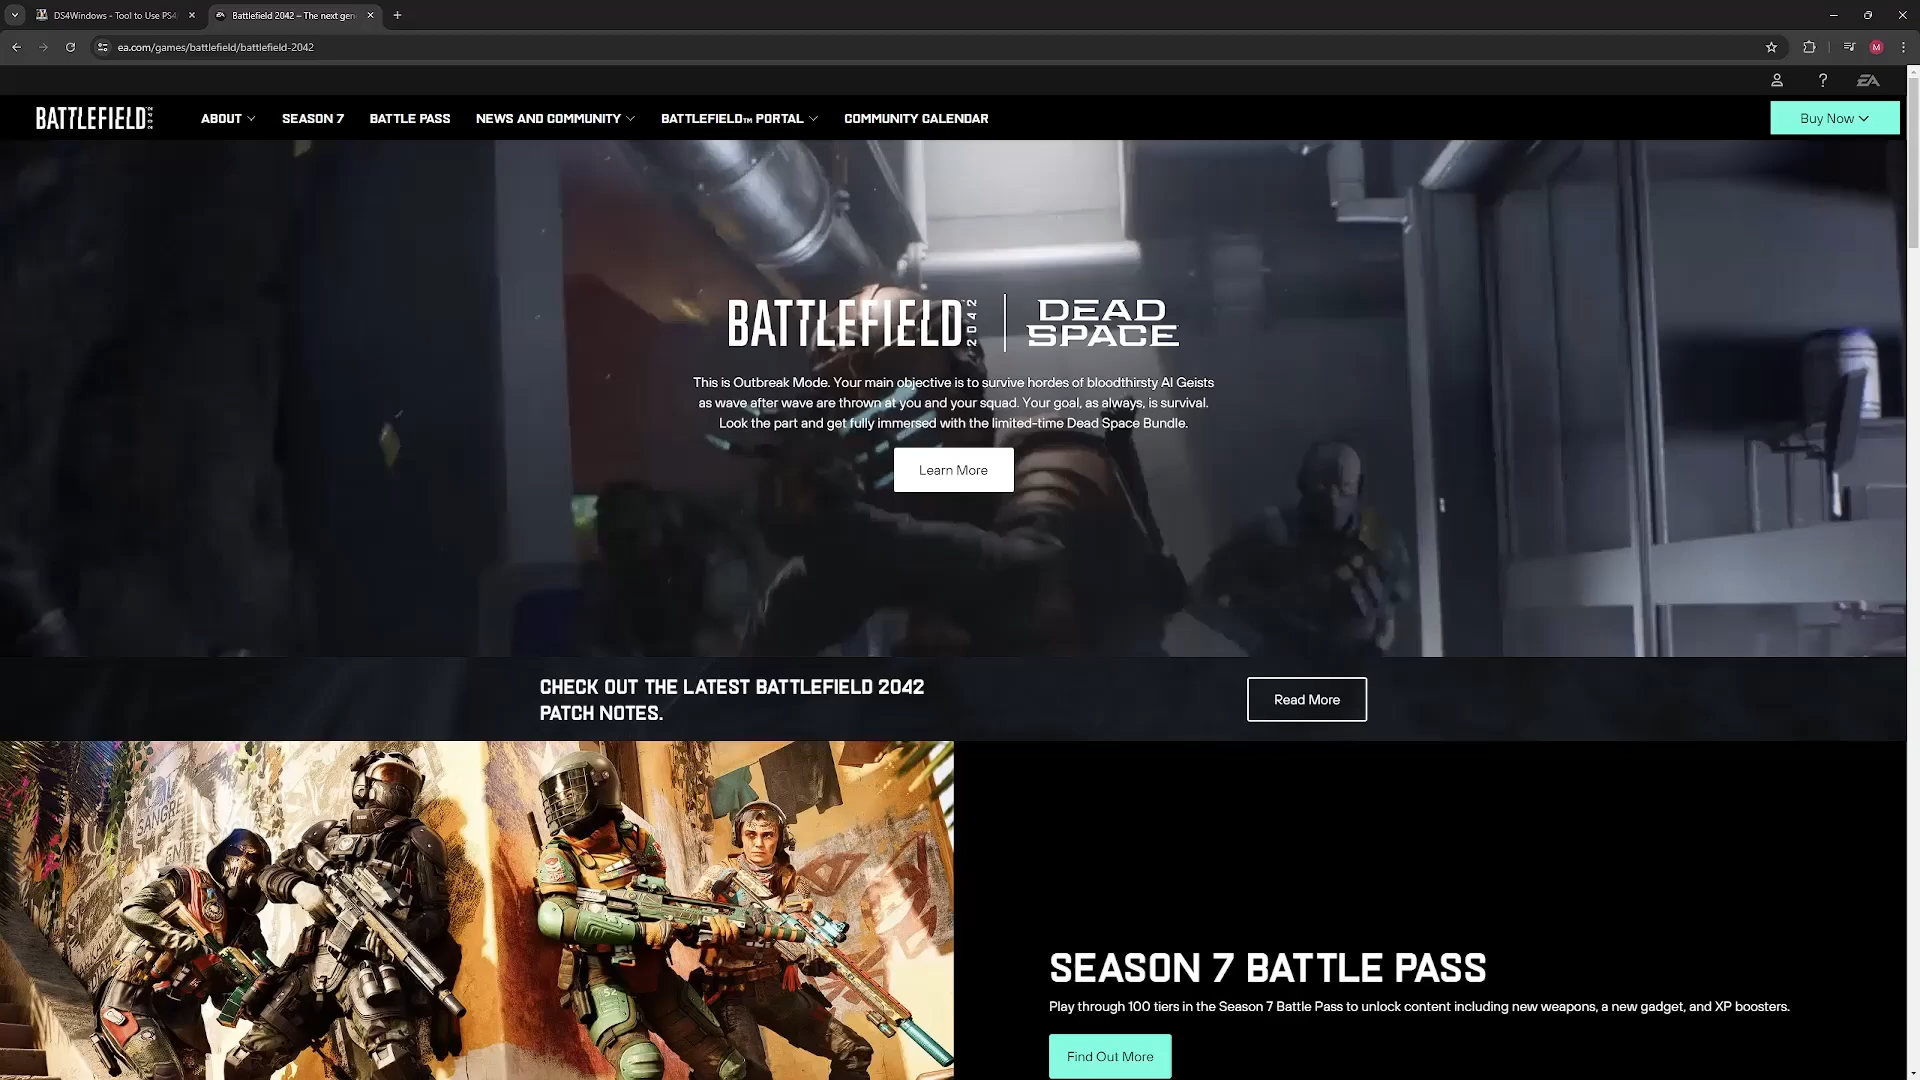 DS4Windows - Tool to Use PS4
Battlefield 2042 – The next gen
ea.com/games/battlefield/battlefield-2042
M
EA
BATTLEFIELD 2042
ABOUT
SEASON 7
BATTLE PASS
NEWS AND COMMUNITY
BATTLEFIELD™ PORTAL
COMMUNITY CALENDAR
Buy Now
BATTLEFIELD 2042
DEAD
SPACE
This is Outbreak Mode. Your main objective is to survive hordes of bloodthirsty AI Geists
as wave after wave are thrown at you and your squad. Your goal, as always, is survival.
Look the part and get fully immersed with the limited-time Dead Space Bundle.
Learn More
CHECK OUT THE LATEST BATTLEFIELD 2042
PATCH NOTES.
Read More
SANGRE
SEASON 7 BATTLE PASS
Play through 100 tiers in the Season 7 Battle Pass to unlock content including new weapons, a new gadget, and XP boosters.
Find Out More